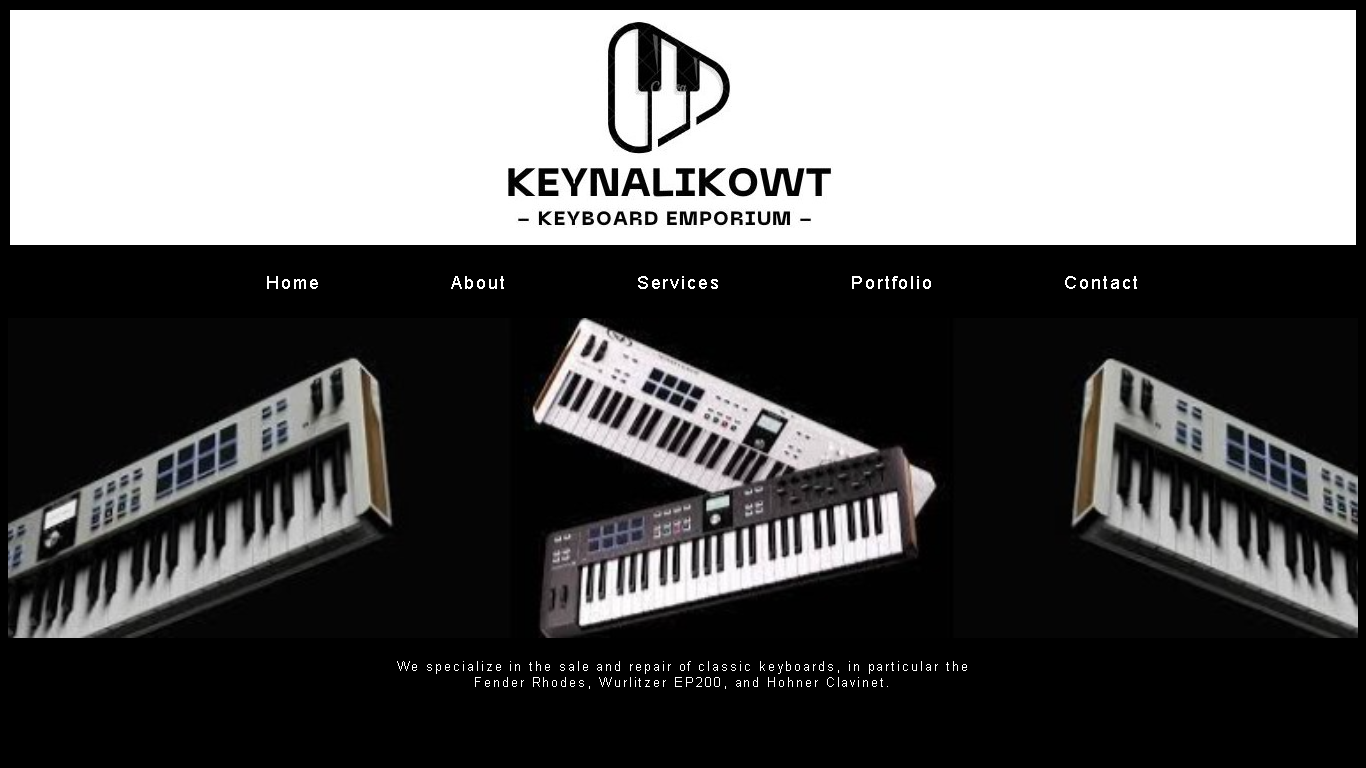 KEYNALIKOWT
– KEYBOARD EMPORIUM –
Home About Services Portfolio Contact
We specialize in the sale and repair of classic keyboards, in particular the
Fender Rhodes, Wurlitzer EP200, and Hohner Clavinet.